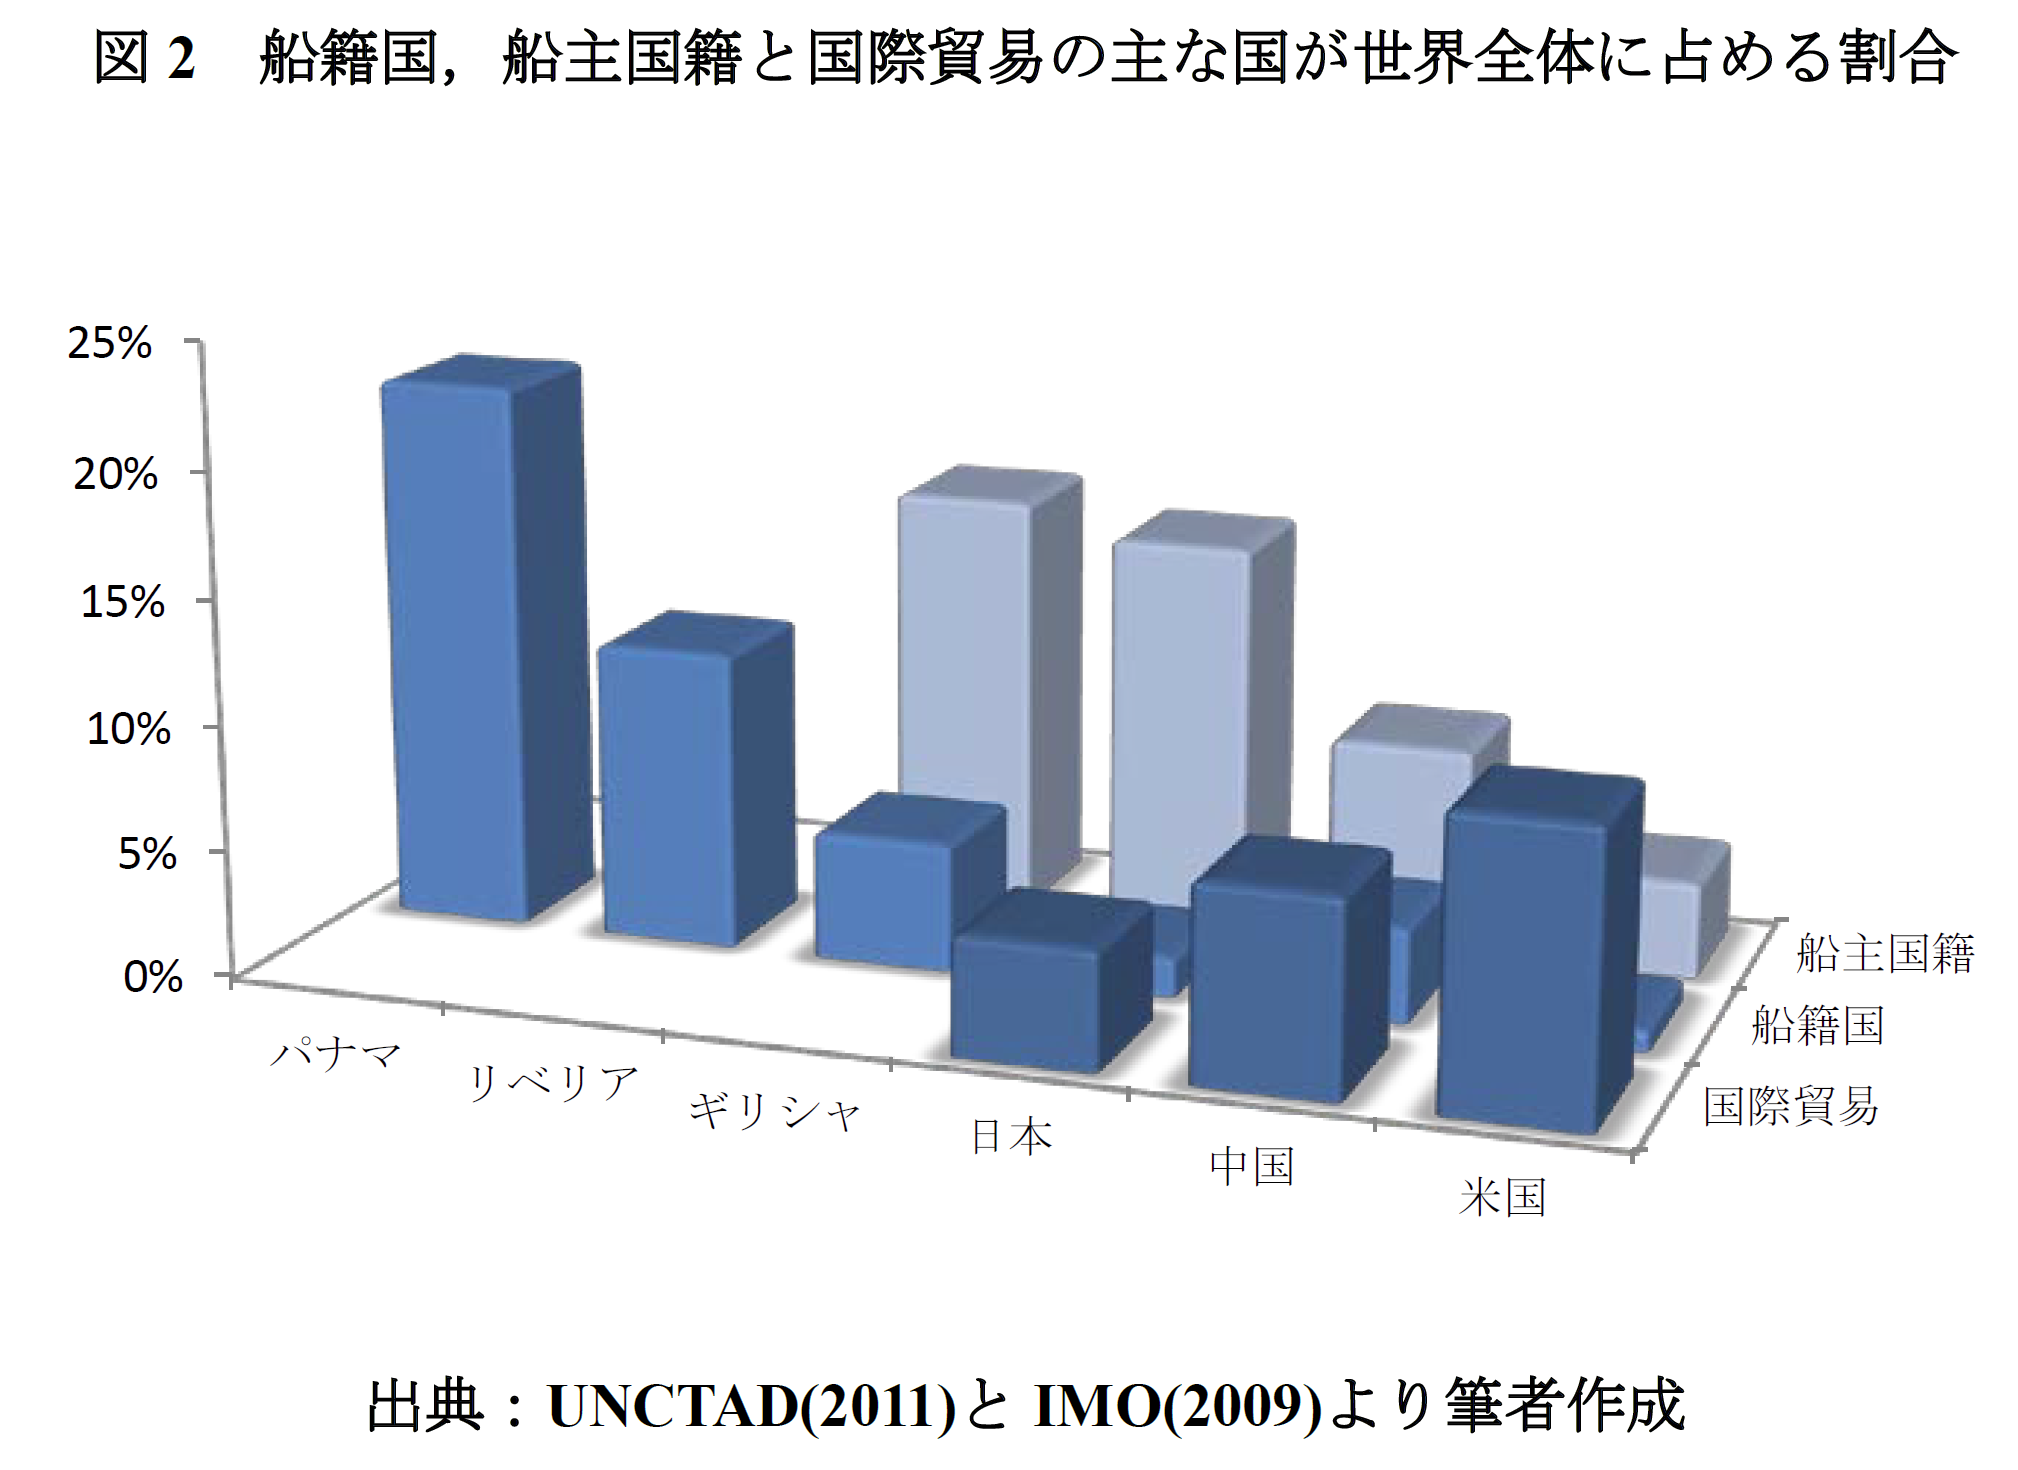 図 2　船籍国，船主国籍と国際貿易の主な国が世界全体に占める割合
25%
20%
15%
10%
5%
0%
パナマ
リベリア
ギリシャ
日本
中国
米国
船主国籍
船籍国
国際貿易
出典：UNCTAD(2011)と IMO(2009)より筆者作成